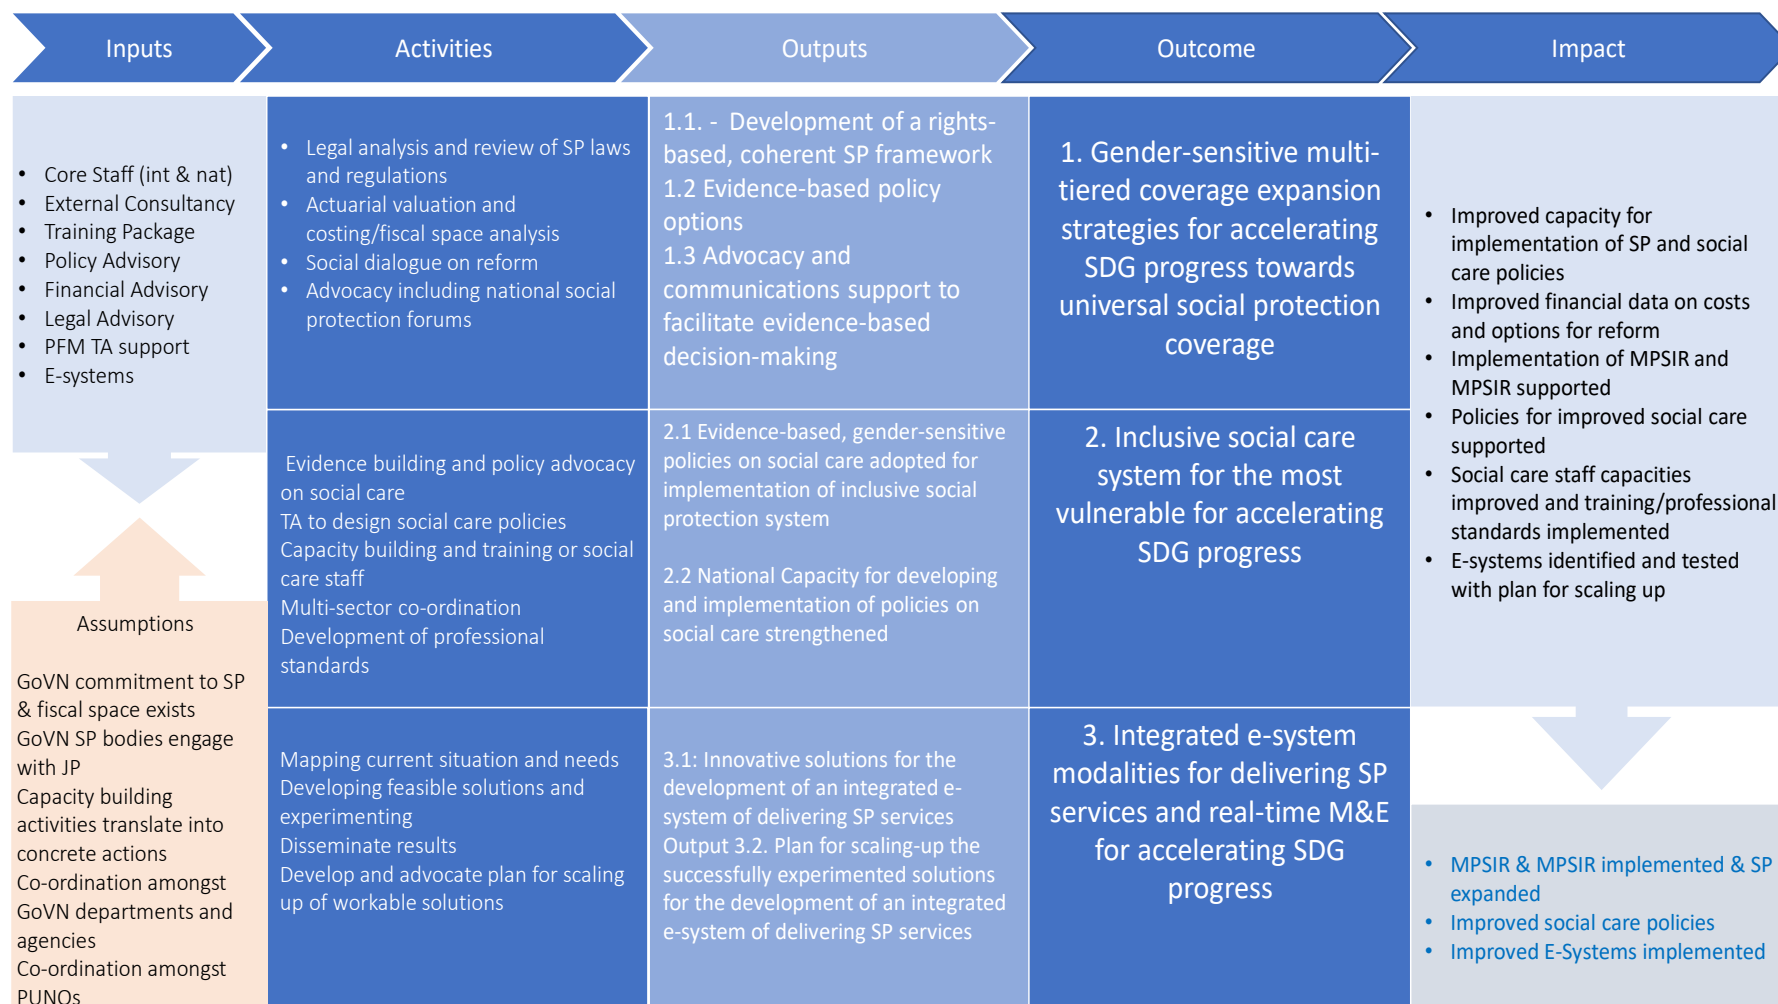 Inputs
Activities
Outputs
Outcome
Impact
• Core Staff (int & nat)
• External Consultancy
• Training Package
• Policy Advisory
• Financial Advisory
• Legal Advisory
• PFM TA support
• E-systems
Assumptions
GoVN commitment to SP
& fiscal space exists
GoVN SP bodies engage
with JP
Capacity building
activities translate into
concrete actions
Co-ordination amongst
GoVN departments and
agencies
Co-ordination amongst
PUNOs
• Legal analysis and review of SP laws
and regulations
• Actuarial valuation and
costing/fiscal space analysis
• Social dialogue on reform
• Advocacy including national social
protection forums
Evidence building and policy advocacy
on social care
TA to design social care policies
Capacity building and training or social
care staff
Multi-sector co-ordination
Development of professional
standards
Mapping current situation and needs
Developing feasible solutions and
experimenting
Disseminate results
Develop and advocate plan for scaling
up of workable solutions
1.1. - Development of a rights-
based, coherent SP framework
1.2 Evidence-based policy
options
1.3 Advocacy and
communications support to
facilitate evidence-based
decision-making
2.1 Evidence-based, gender-sensitive
policies on social care adopted for
implementation of inclusive social
protection system
2.2 National Capacity for developing
and implementation of policies on
social care strengthened
3.1: Innovative solutions for the
development of an integrated e-
system of delivering SP services
Output 3.2. Plan for scaling-up the
successfully experimented solutions
for the development of an integrated
e-system of delivering SP services
1. Gender-sensitive multi-
tiered coverage expansion
strategies for accelerating
SDG progress towards
universal social protection
coverage
2. Inclusive social care
system for the most
vulnerable for accelerating
SDG progress
3. Integrated e-system
modalities for delivering SP
services and real-time M&E
for accelerating SDG
progress
• Improved capacity for
implementation of SP and social
care policies
• Improved financial data on costs
and options for reform
• Implementation of MPSIR and
MPSIR supported
• Policies for improved social care
supported
• Social care staff capacities
improved and training/professional
standards implemented
• E-systems identified and tested
with plan for scaling up
• MPSIR & MPSIR implemented & SP
expanded
• Improved social care policies
• Improved E-Systems implemented